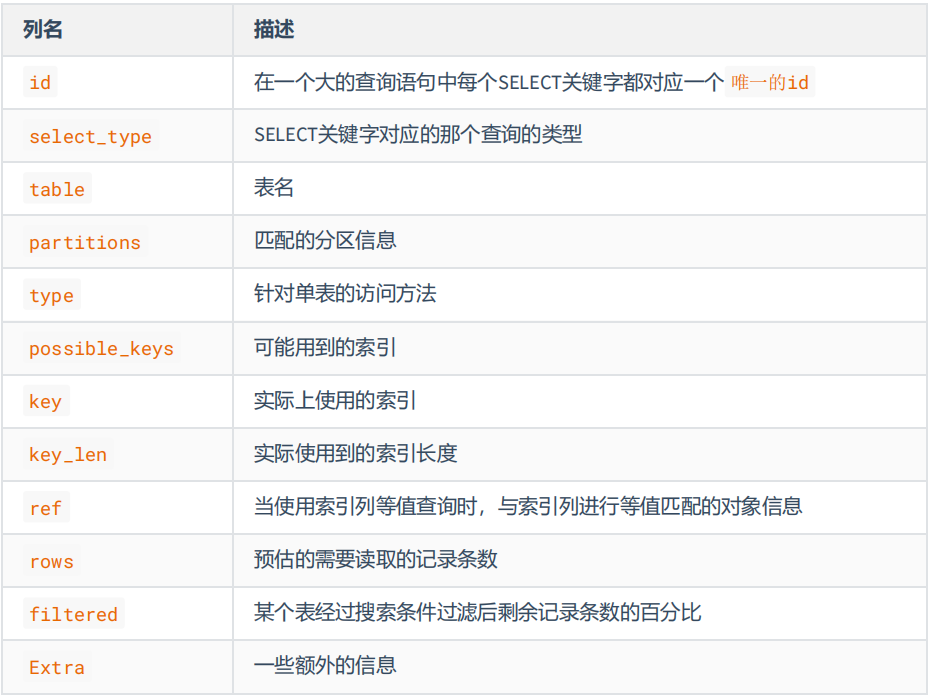 列名 描述
id 在一个大的查询语句中每个SELECT关键字都对应一个 唯一的id
select_type SELECT关键字对应的那个查询的类型
table 表名
partitions 匹配的分区信息
type 针对单表的访问方法
possible_keys 可能用到的索引
key 实际上使用的索引
key_len 实际使用到的索引长度
ref 当使用索引列等值查询时，与索引列进行等值匹配的对象信息
rows 预估的需要读取的记录条数
filtered 某个表经过搜索条件过滤后剩余记录条数的百分比
Extra 一些额外的信息